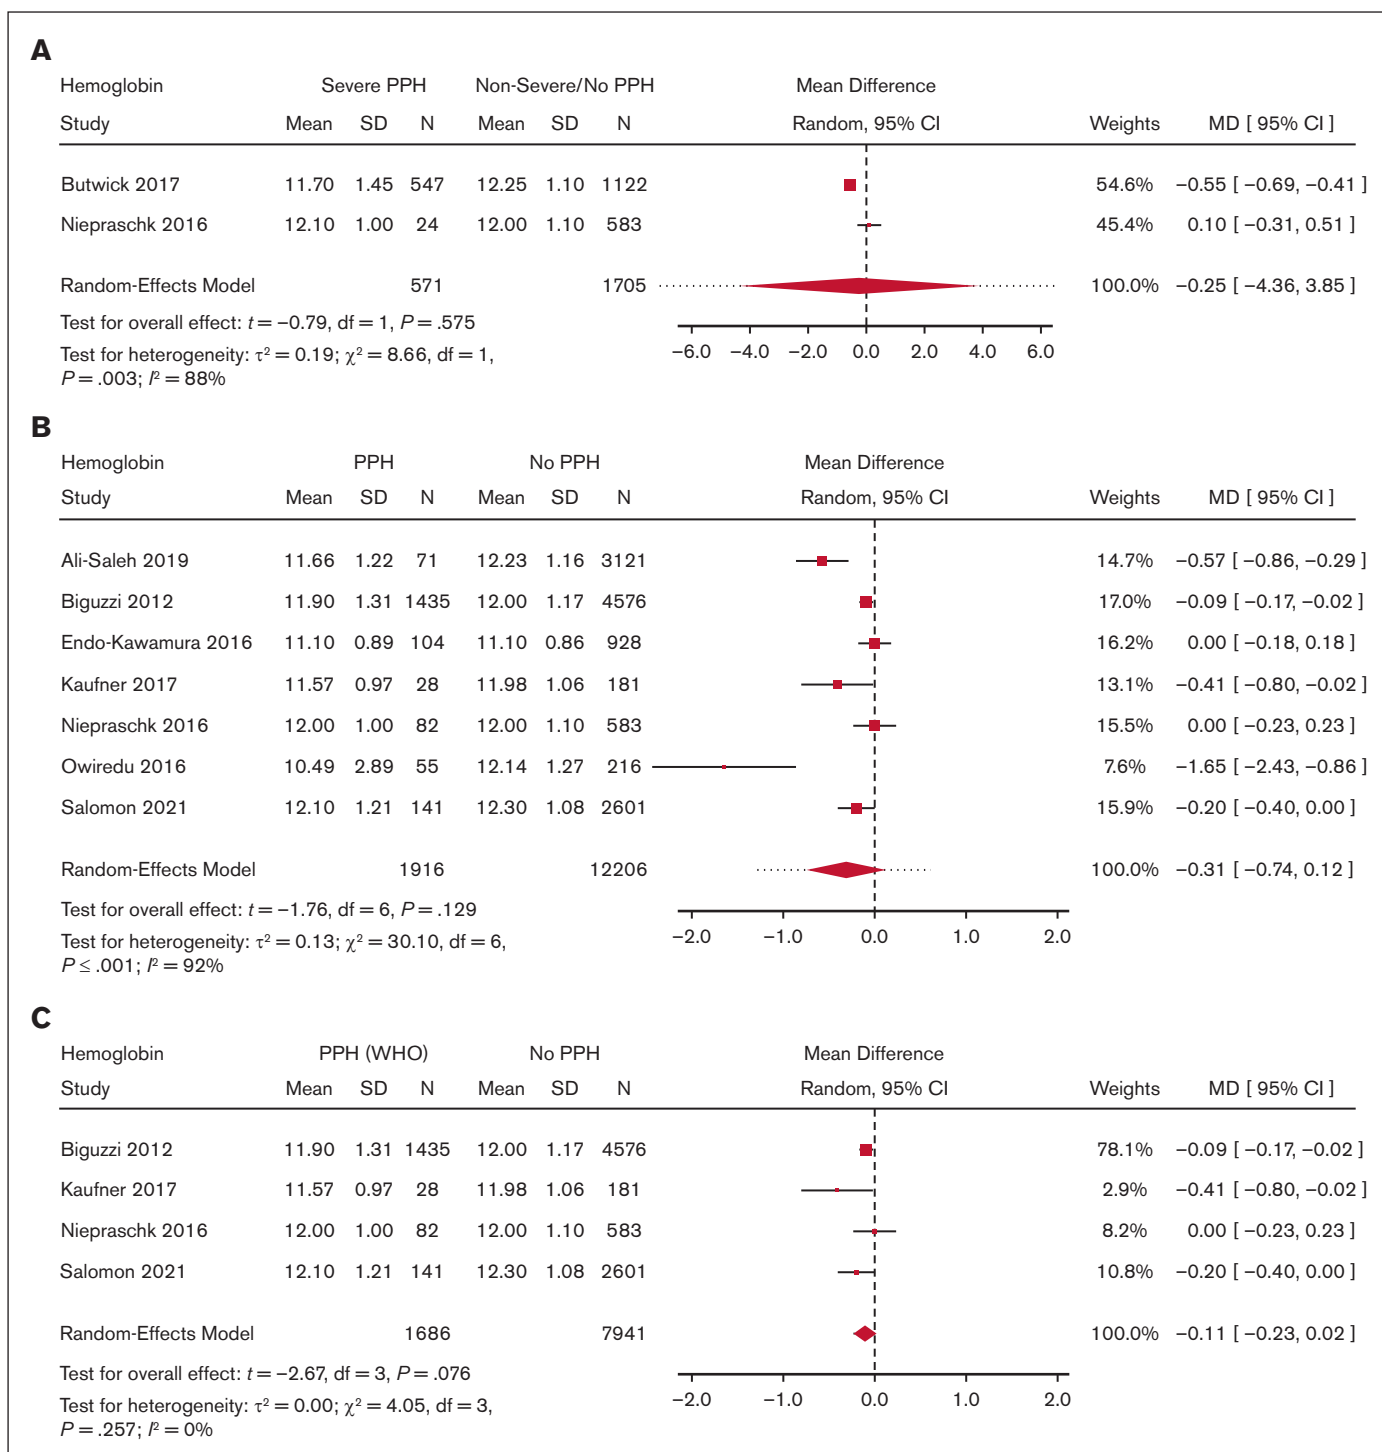 A
Hemoglobin Severe PPH Non-Severe/No PPH Mean Difference
Study Mean SD N Mean SD N Random, 95% CI Weights MD [ 95% CI ]
Butwick 2017 11.70 1.45 547 12.25 1.10 1122 54.6% −0.55 [ −0.69, −0.41 ]
Niepraschk 2016 12.10 1.00 24 12.00 1.10 583 45.4% 0.10 [ −0.31, 0.51 ]
Random-Effects Model 571 1705 100.0% −0.25 [ −4.36, 3.85 ]
Test for overall effect: t = −0.79, df = 1, P = .575
Test for heterogeneity: τ² = 0.19; χ² = 8.66, df = 1,
P = .003; I² = 88%
−6.0 −4.0 −2.0 0.0 2.0 4.0 6.0
B
Hemoglobin PPH No PPH Mean Difference
Study Mean SD N Mean SD N Random, 95% CI Weights MD [ 95% CI ]
Ali-Saleh 2019 11.66 1.22 71 12.23 1.16 3121 14.7% −0.57 [ −0.86, −0.29 ]
Biguzzi 2012 11.90 1.31 1435 12.00 1.17 4576 17.0% −0.09 [ −0.17, −0.02 ]
Endo-Kawamura 2016 11.10 0.89 104 11.10 0.86 928 16.2% 0.00 [ −0.18, 0.18 ]
Kaufner 2017 11.57 0.97 28 11.98 1.06 181 13.1% −0.41 [ −0.80, −0.02 ]
Niepraschk 2016 12.00 1.00 82 12.00 1.10 583 15.5% 0.00 [ −0.23, 0.23 ]
Owiredu 2016 10.49 2.89 55 12.14 1.27 216 7.6% −1.65 [ −2.43, −0.86 ]
Salomon 2021 12.10 1.21 141 12.30 1.08 2601 15.9% −0.20 [ −0.40, 0.00 ]
Random-Effects Model 1916 12206 100.0% −0.31 [ −0.74, 0.12 ]
Test for overall effect: t = −1.76, df = 6, P = .129
Test for heterogeneity: τ² = 0.13; χ² = 30.10, df = 6,
P ≤ .001; I² = 92%
−2.0 −1.0 0.0 1.0 2.0
C
Hemoglobin PPH (WHO) No PPH Mean Difference
Study Mean SD N Mean SD N Random, 95% CI Weights MD [ 95% CI ]
Biguzzi 2012 11.90 1.31 1435 12.00 1.17 4576 78.1% −0.09 [ −0.17, −0.02 ]
Kaufner 2017 11.57 0.97 28 11.98 1.06 181 2.9% −0.41 [ −0.80, −0.02 ]
Niepraschk 2016 12.00 1.00 82 12.00 1.10 583 8.2% 0.00 [ −0.23, 0.23 ]
Salomon 2021 12.10 1.21 141 12.30 1.08 2601 10.8% −0.20 [ −0.40, 0.00 ]
Random-Effects Model 1686 7941 100.0% −0.11 [ −0.23, 0.02 ]
Test for overall effect: t = −2.67, df = 3, P = .076
Test for heterogeneity: τ² = 0.00; χ² = 4.05, df = 3,
P = .257; I² = 0%
−2.0 −1.0 0.0 1.0 2.0